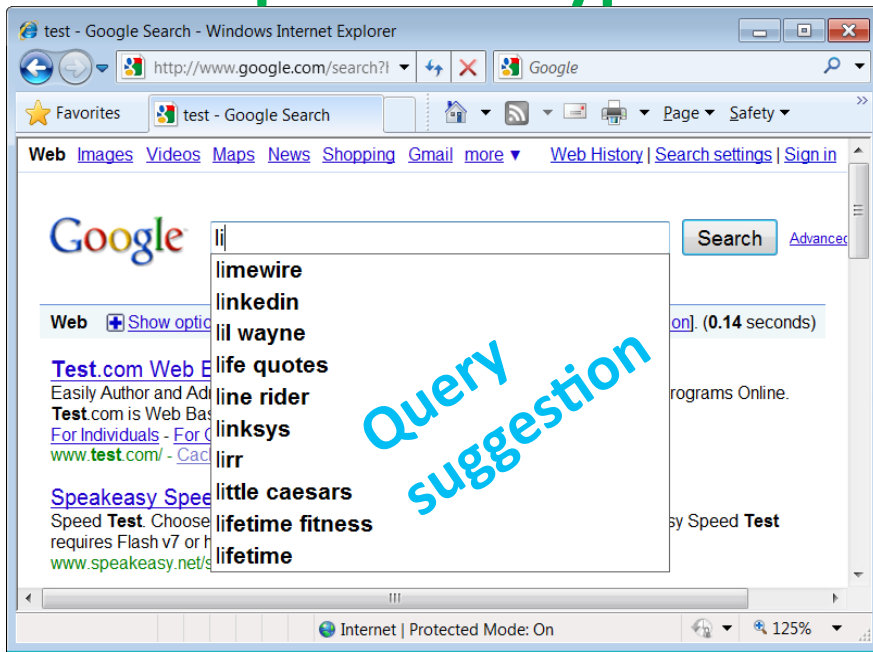 test - Google Search - Windows Internet Explorer
http://www.google.com/search?
Google
Favorites
test - Google Search
Page
Safety
Web Images Videos Maps News Shopping Gmail more ▼ Web History | Search settings | Sign in
Google
li
Search
Advanced
limewire
linkedin
lil wayne
life quotes
line rider
linksys
lirr
little caesars
lifetime fitness
lifetime
Query
suggestion
Web Show optio on]. (0.14 seconds)
Test.com Web B
Easily Author and Ad rograms Online.
Test.com is Web Bas
For Individuals - For
www.test.com/ - Cac
Speakeasy Spee
Speed Test. Choose sy Speed Test
requires Flash v7 or h
www.speakeasy.net/s
Internet | Protected Mode: On
125%